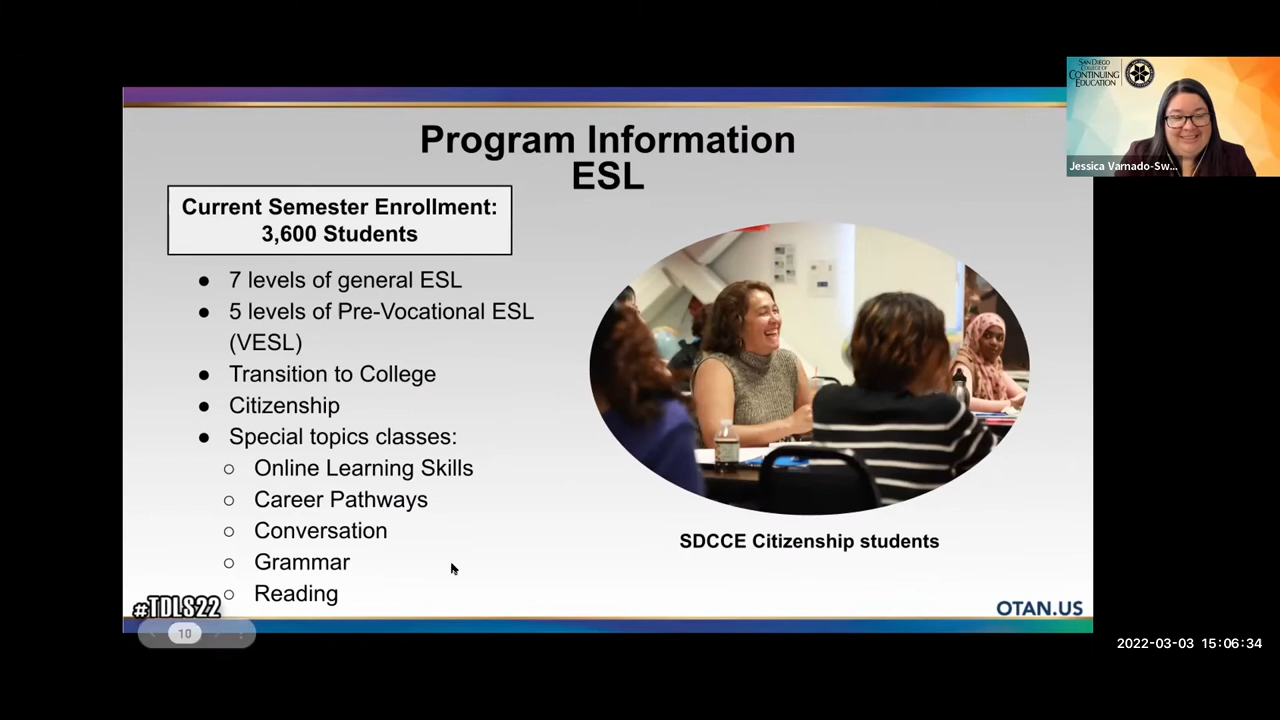 SAN DIEGO
COLLEGE OF
CONTINUING
EDUCATION
Jessica Varnado-Sw...
Program Information
ESL
Current Semester Enrollment:
3,600 Students
● 7 levels of general ESL
● 5 levels of Pre-Vocational ESL
(VESL)
● Transition to College
● Citizenship
● Special topics classes:
○ Online Learning Skills
○ Career Pathways
○ Conversation
○ Grammar
○ Reading
SDCCE Citizenship students
#TDLS22
OTAN.US
10
2022-03-03 15:06:34